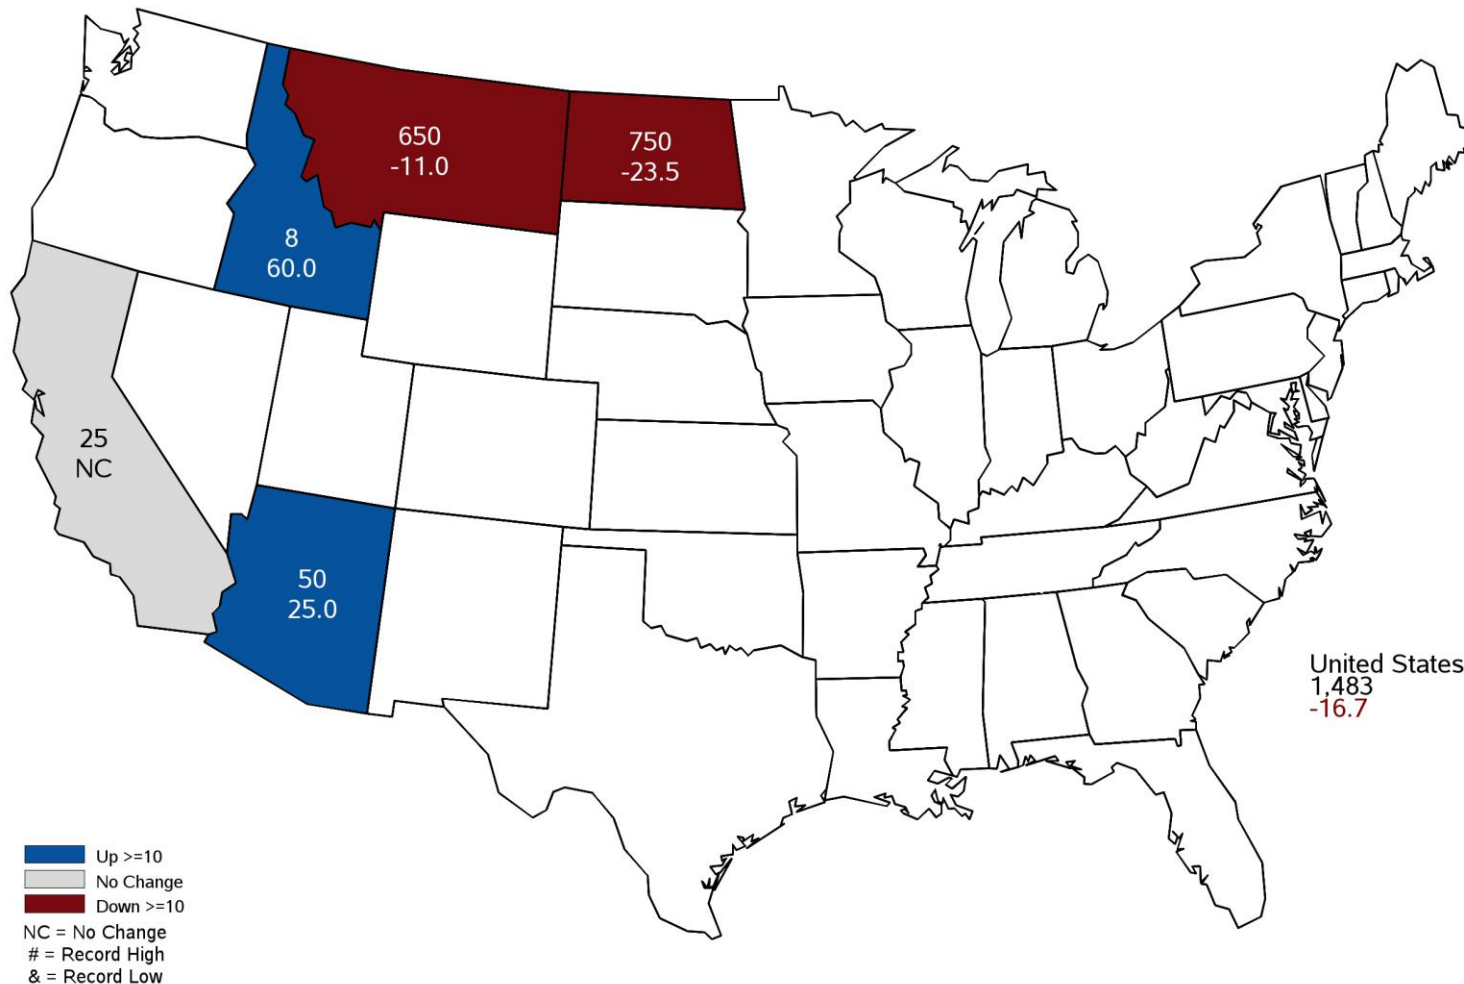 650
-11.0
750
-23.5
8
60.0
25
NC
50
25.0
United States
1,483
-16.7
Up >=10
No Change
Down >=10
NC = No Change
# = Record High
& = Record Low